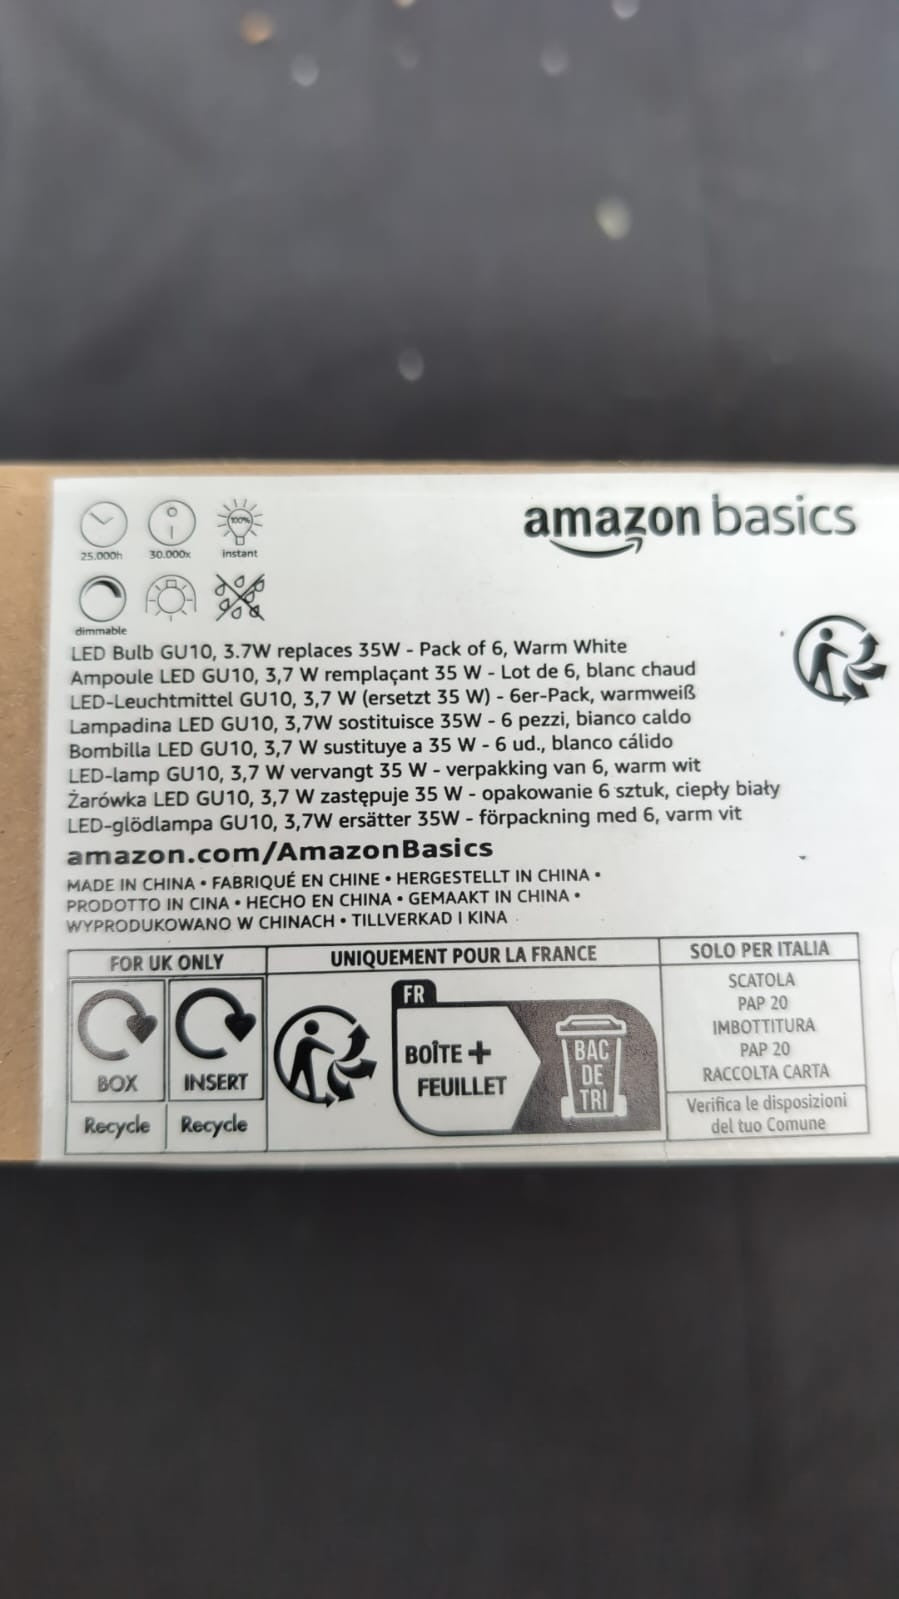 25.000h 30.000x instant
100%
dimmable
amazon basics
LED Bulb GU10, 3.7W replaces 35W - Pack of 6, Warm White
Ampoule LED GU10, 3,7 W remplaçant 35 W - Lot de 6, blanc chaud
LED-Leuchtmittel GU10, 3,7 W (ersetzt 35 W) - 6er-Pack, warmweiß
Lampadina LED GU10, 3,7W sostituisce 35W - 6 pezzi, bianco caldo
Bombilla LED GU10, 3,7 W sustituye a 35 W - 6 ud., blanco cálido
LED-lamp GU10, 3,7 W vervangt 35 W - verpakking van 6, warm wit
Żarówka LED GU10, 3,7 W zastępuje 35 W - opakowanie 6 sztuk, ciepły biały
LED-glödlampa GU10, 3,7W ersätter 35W - förpackning med 6, varm vit
amazon.com/AmazonBasics
MADE IN CHINA • FABRIQUÉ EN CHINE • HERGESTELLT IN CHINA •
PRODOTTO IN CINA • HECHO EN CHINA • GEMAAKT IN CHINA •
WYPRODUKOWANO W CHINACH • TILLVERKAD I KINA
FOR UK ONLY
BOX INSERT
Recycle Recycle
UNIQUEMENT POUR LA FRANCE
FR
BOÎTE +
FEUILLET
BAC
DE
TRI
SOLO PER ITALIA
SCATOLA
PAP 20
IMBOTTITURA
PAP 20
RACCOLTA CARTA
Verifica le disposizioni
del tuo Comune